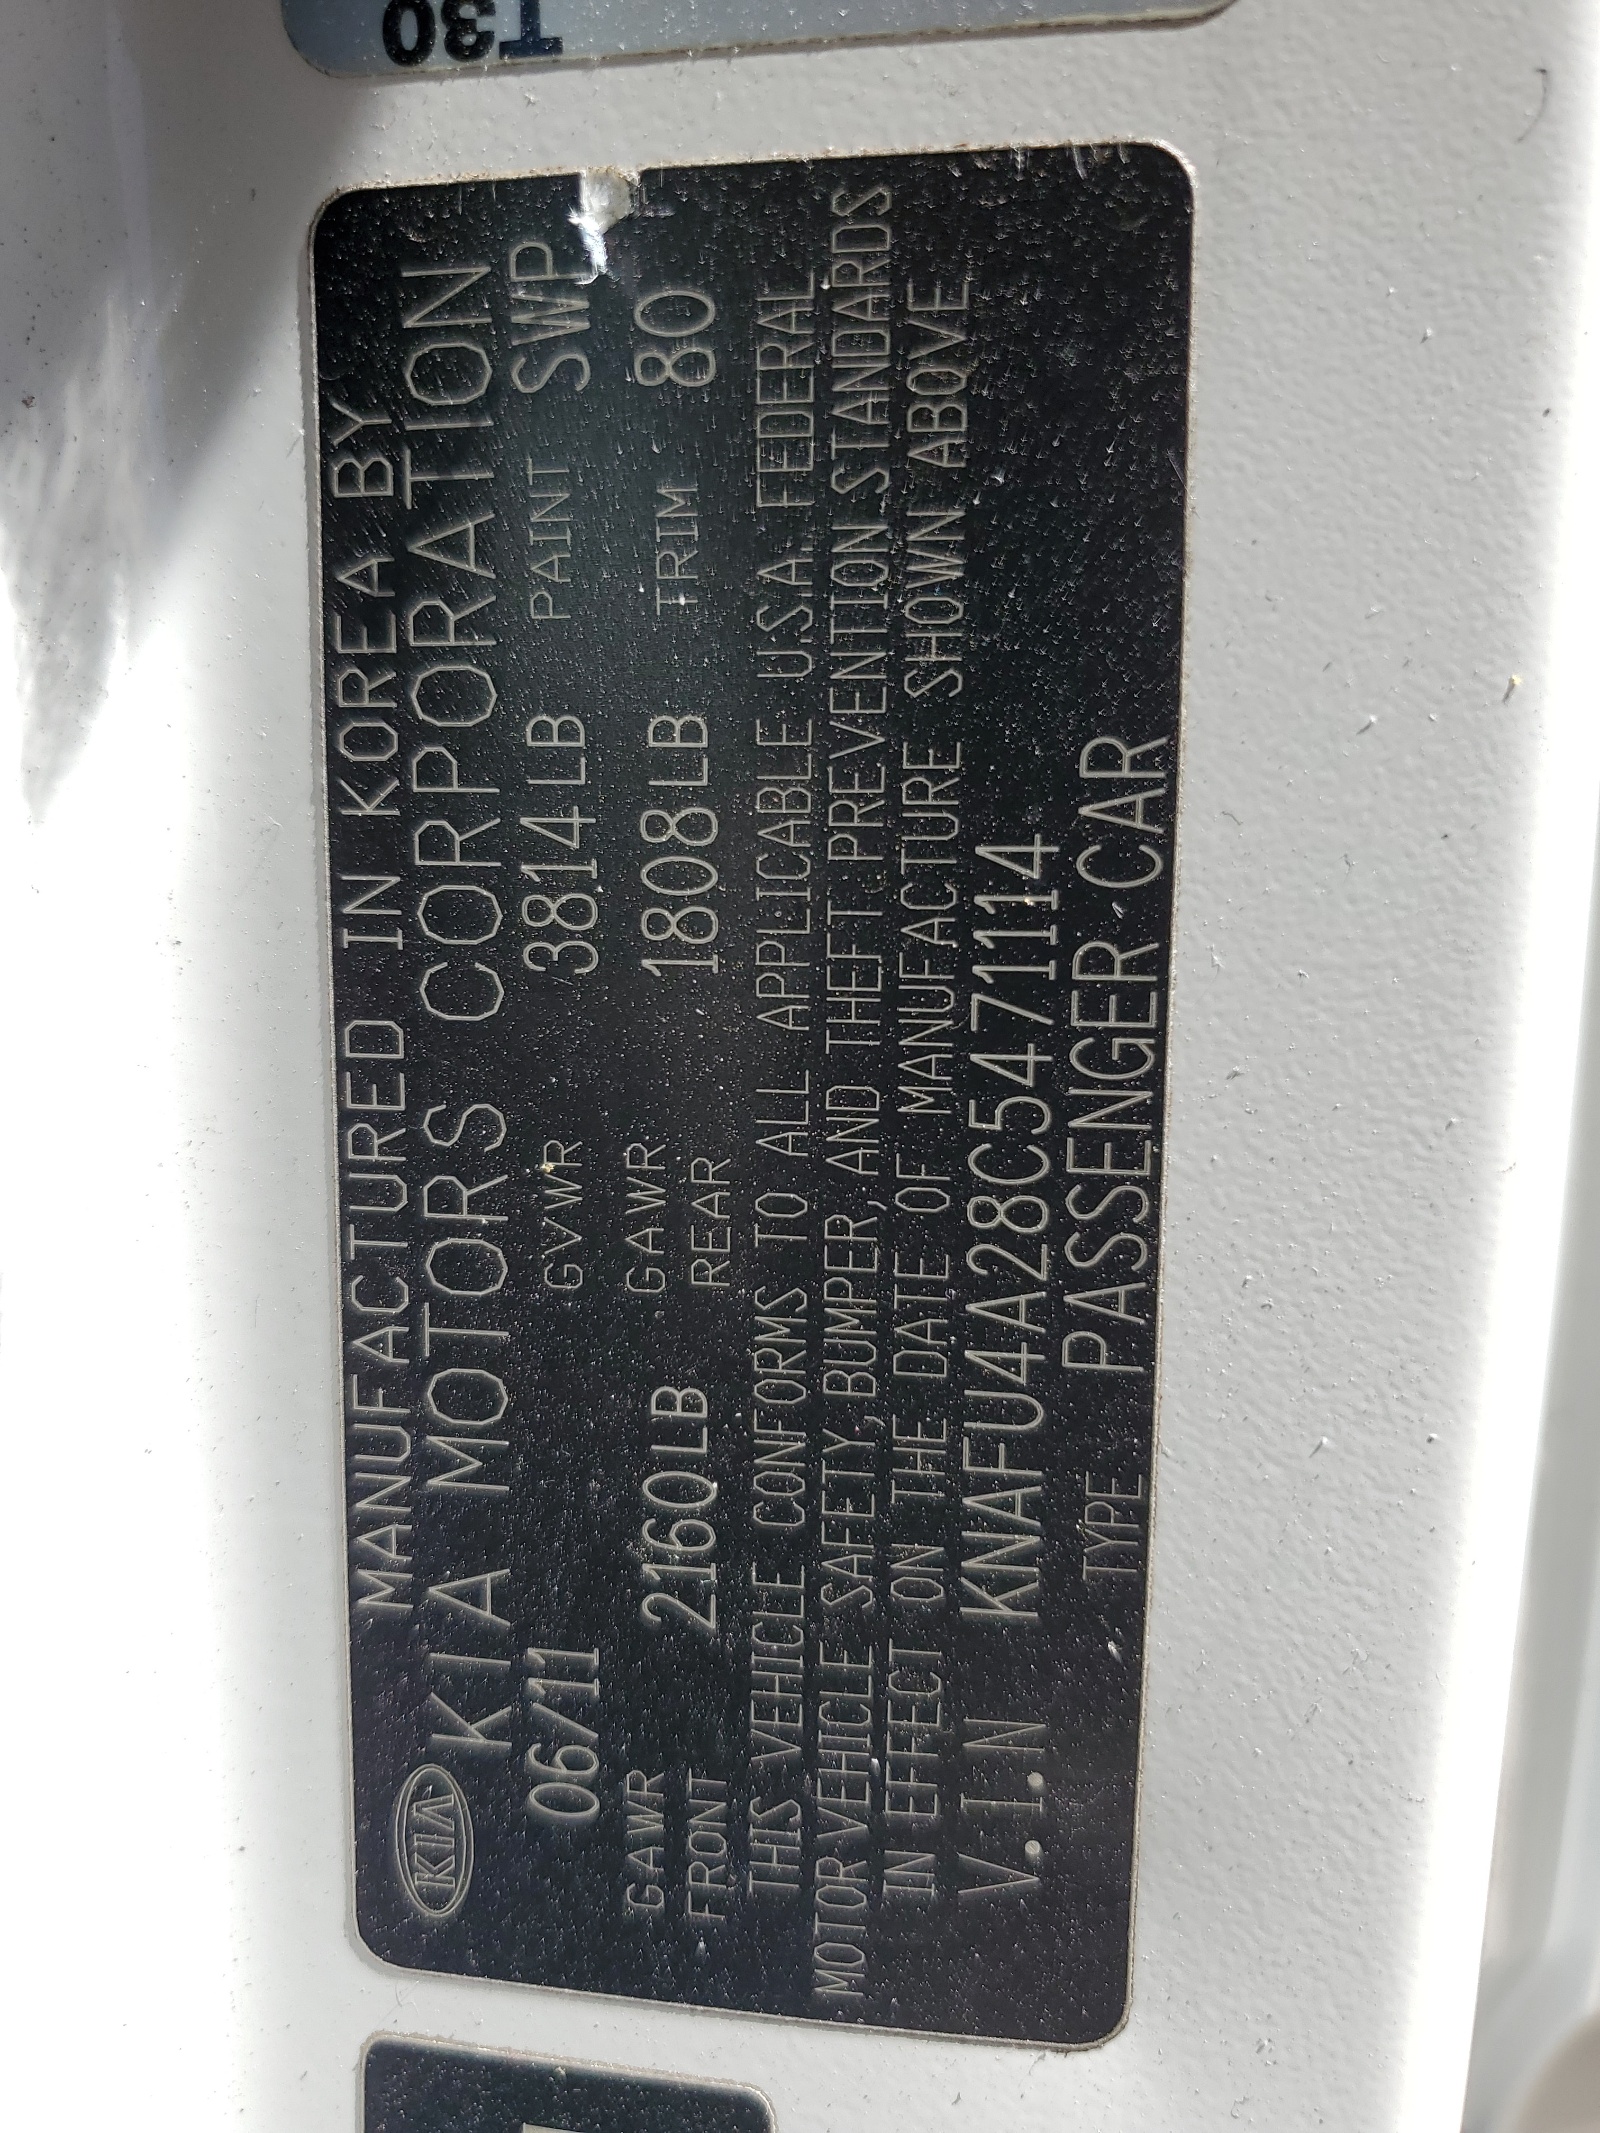 T30
KIA MANUFACTURED IN KOREA BY
KIA MOTORS CORPORATION
06/11 GVWR 3814LB PAINT SWP
GAWR FRONT 2160LB GAWR REAR 1808LB TRIM 80
THIS VEHICLE CONFORMS TO ALL APPLICABLE U.S.A. FEDERAL
MOTOR VEHICLE SAFETY, BUMPER, AND THEFT PREVENTION STANDARDS
IN EFFECT ON THE DATE OF MANUFACTURE SHOWN ABOVE
V.I.N KNAFU4A28C5471114
TYPE PASSENGER CAR